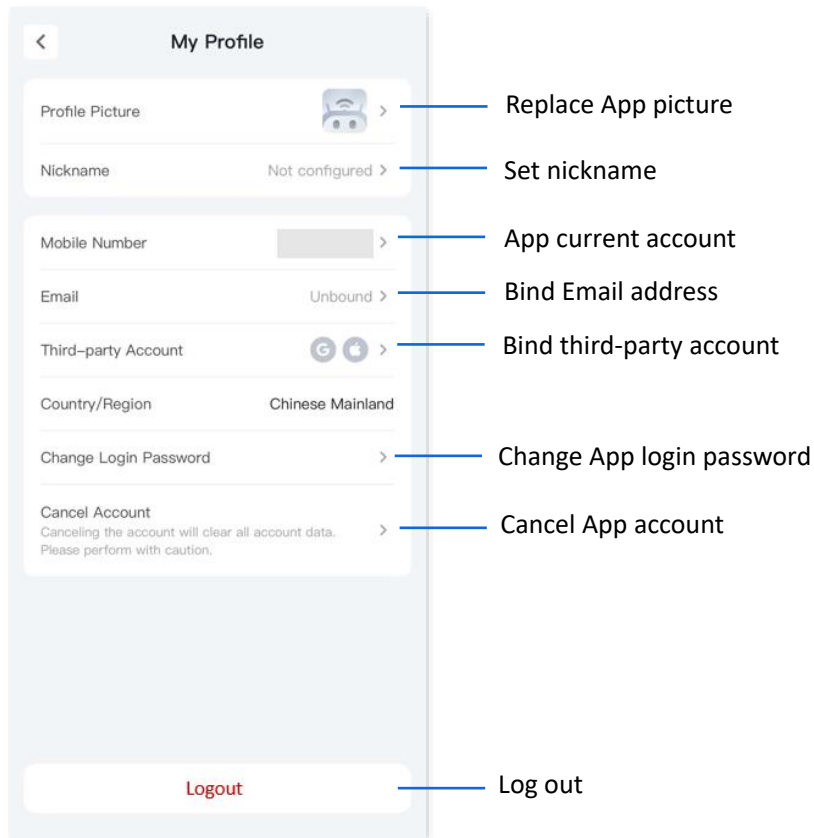 My Profile
Profile Picture
Replace App picture
Nickname
Not configured
Set nickname
Mobile Number
App current account
Email
Unbound
Bind Email address
Third-party Account
G
Bind third-party account
Country/Region
Chinese Mainland
Change Login Password
Change App login password
Cancel Account
Canceling the account will clear all account data.
Please perform with caution.
Cancel App account
Logout
Log out